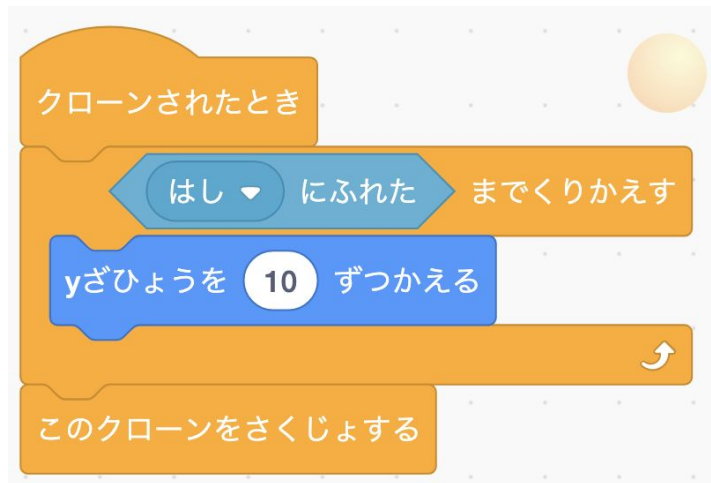 クローンされたとき
はし にふれた までくりかえす
yざひょうを 10 ずつかえる
このクローンをさくじょする